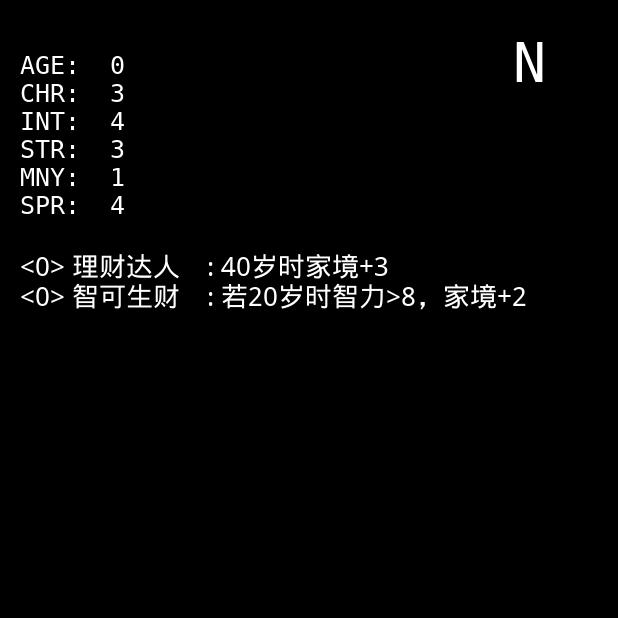 N
AGE: 0
CHR: 3
INT: 4
STR: 3
MNY: 1
SPR: 4
<0> 理财达人 :40岁时家境+3
<0> 智可生财 :若20岁时智力>8，家境+2